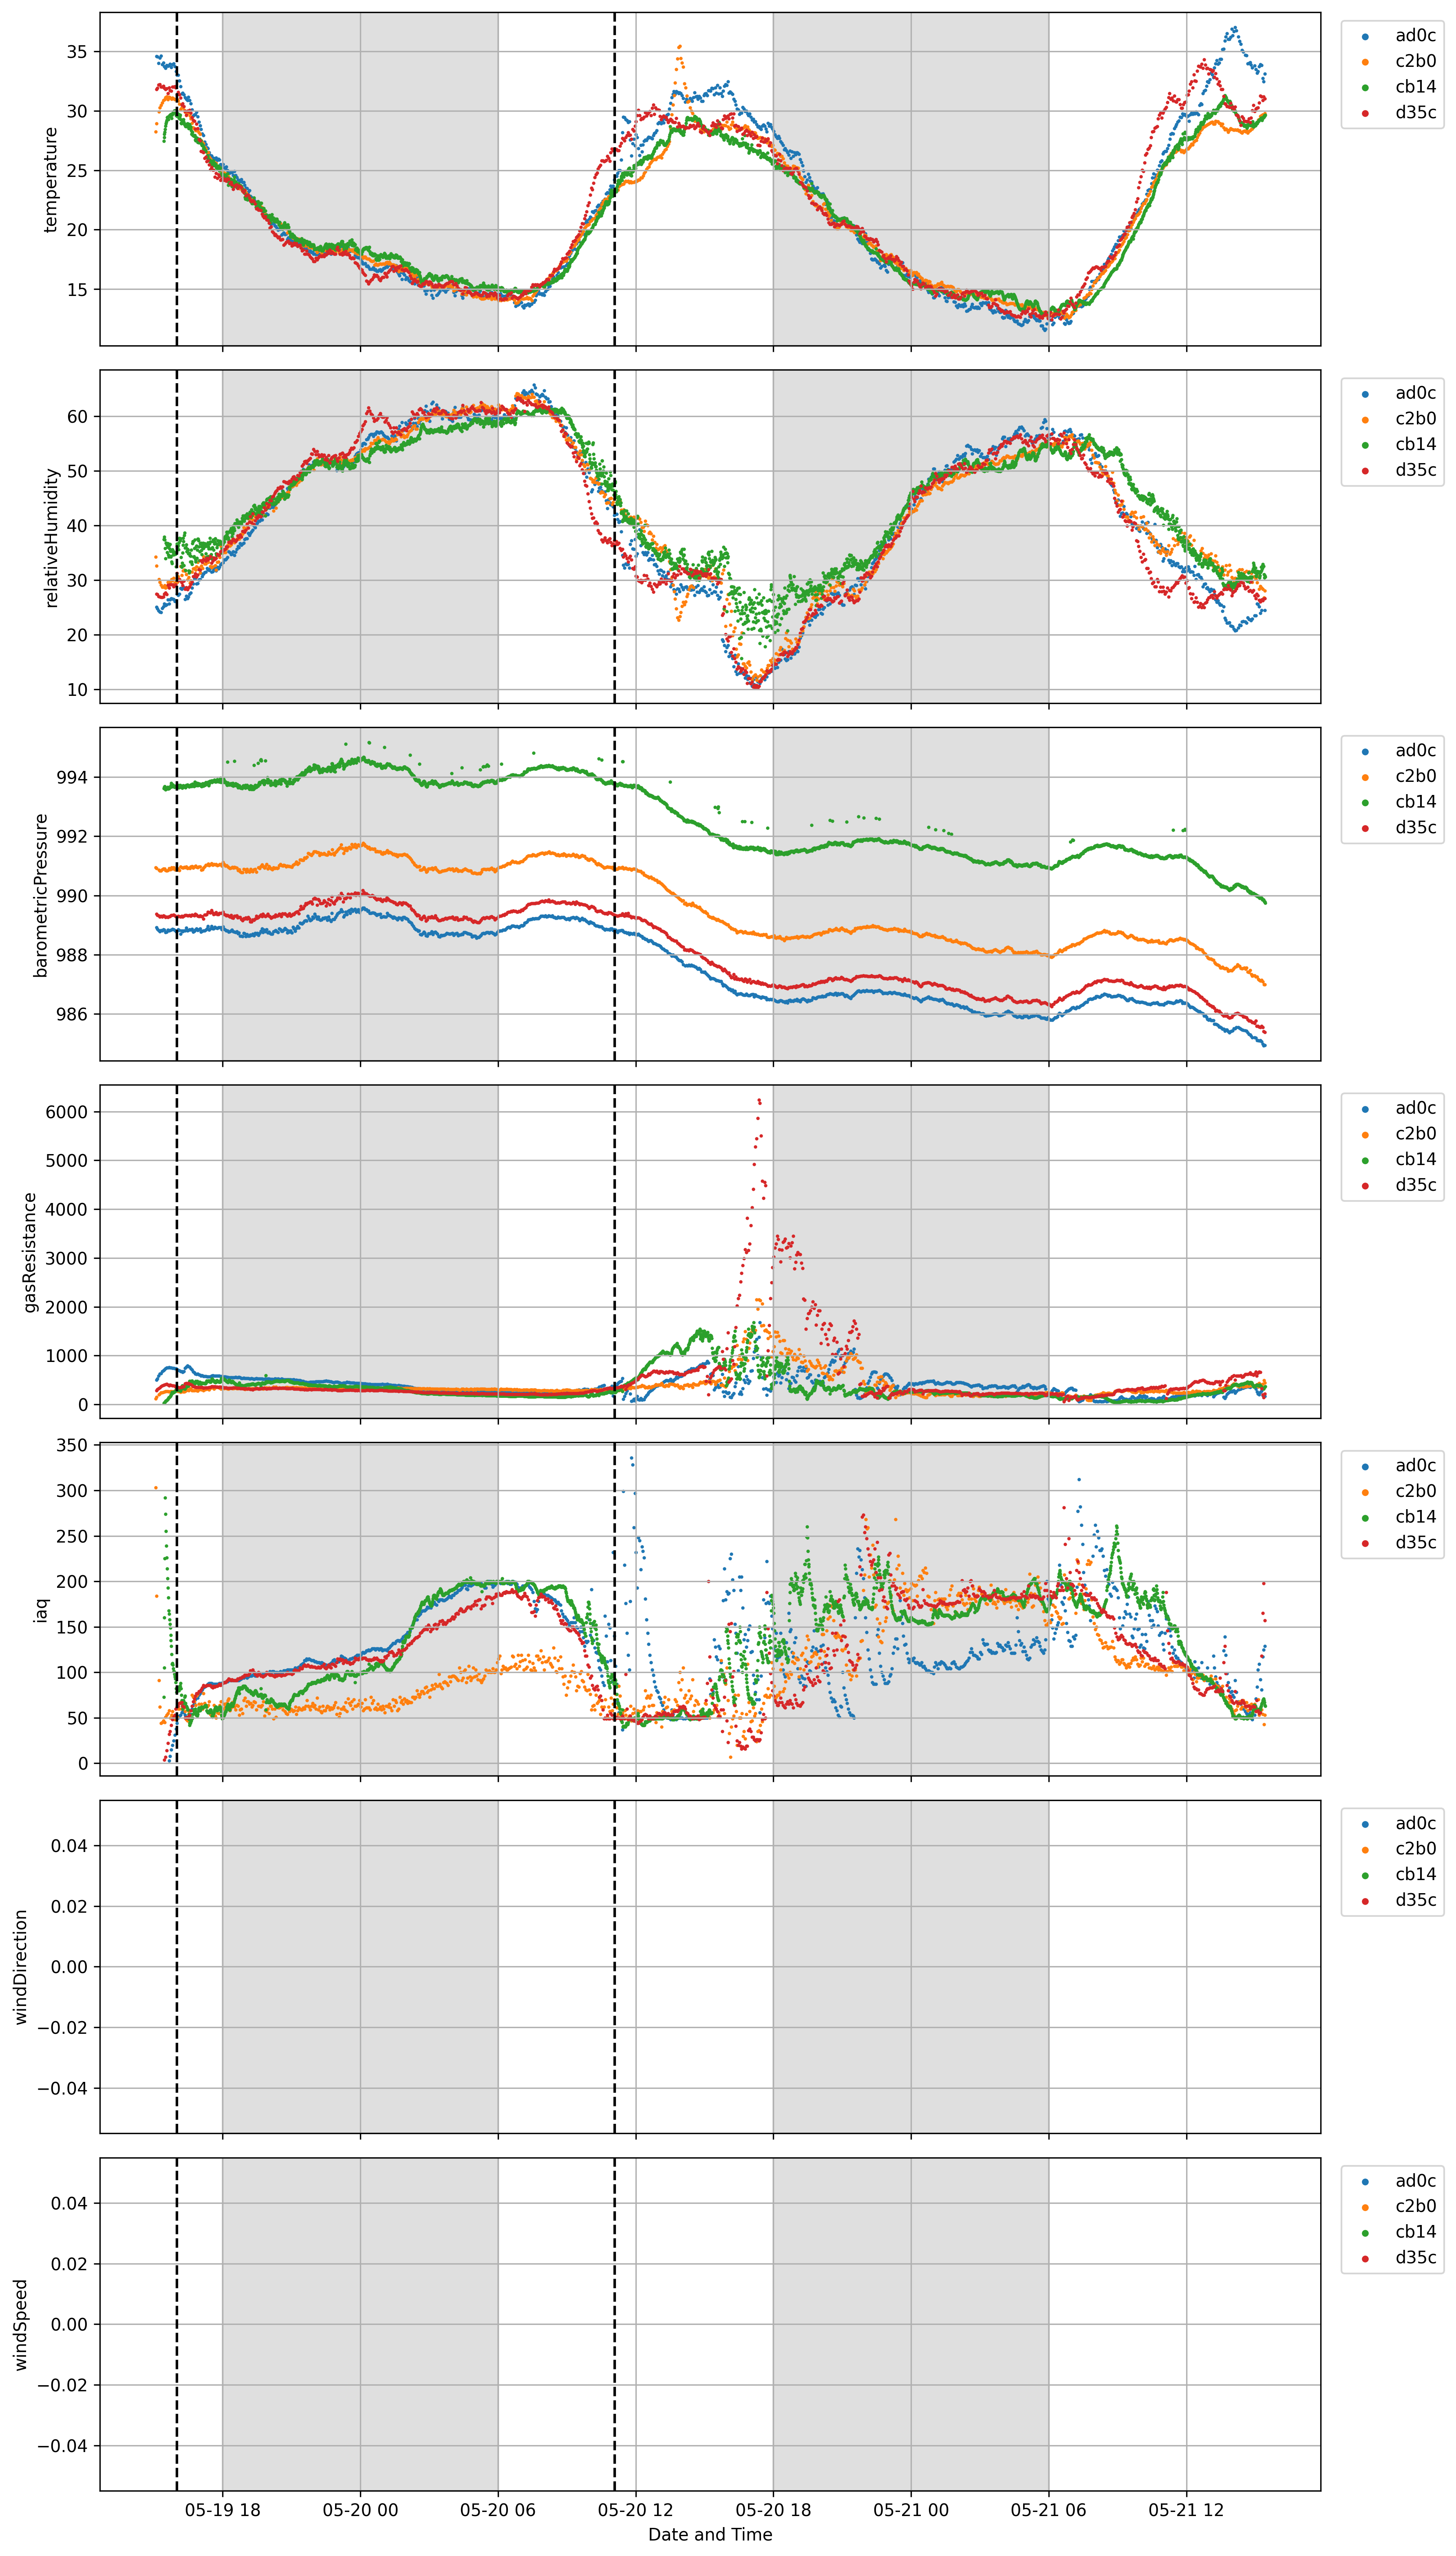 35
30
25
20
15
temperature
ad0c
c2b0
cb14
d35c
60
50
40
30
20
10
relativeHumidity
ad0c
c2b0
cb14
d35c
994
992
990
988
986
barometricPressure
ad0c
c2b0
cb14
d35c
6000
5000
4000
3000
2000
1000
0
gasResistance
ad0c
c2b0
cb14
d35c
350
300
250
200
150
100
50
0
iaq
ad0c
c2b0
cb14
d35c
0.04
0.02
0.00
−0.02
−0.04
windDirection
ad0c
c2b0
cb14
d35c
0.04
0.02
0.00
−0.02
−0.04
windSpeed
ad0c
c2b0
cb14
d35c
05-19 18 05-20 00 05-20 06 05-20 12 05-20 18 05-21 00 05-21 06 05-21 12
Date and Time